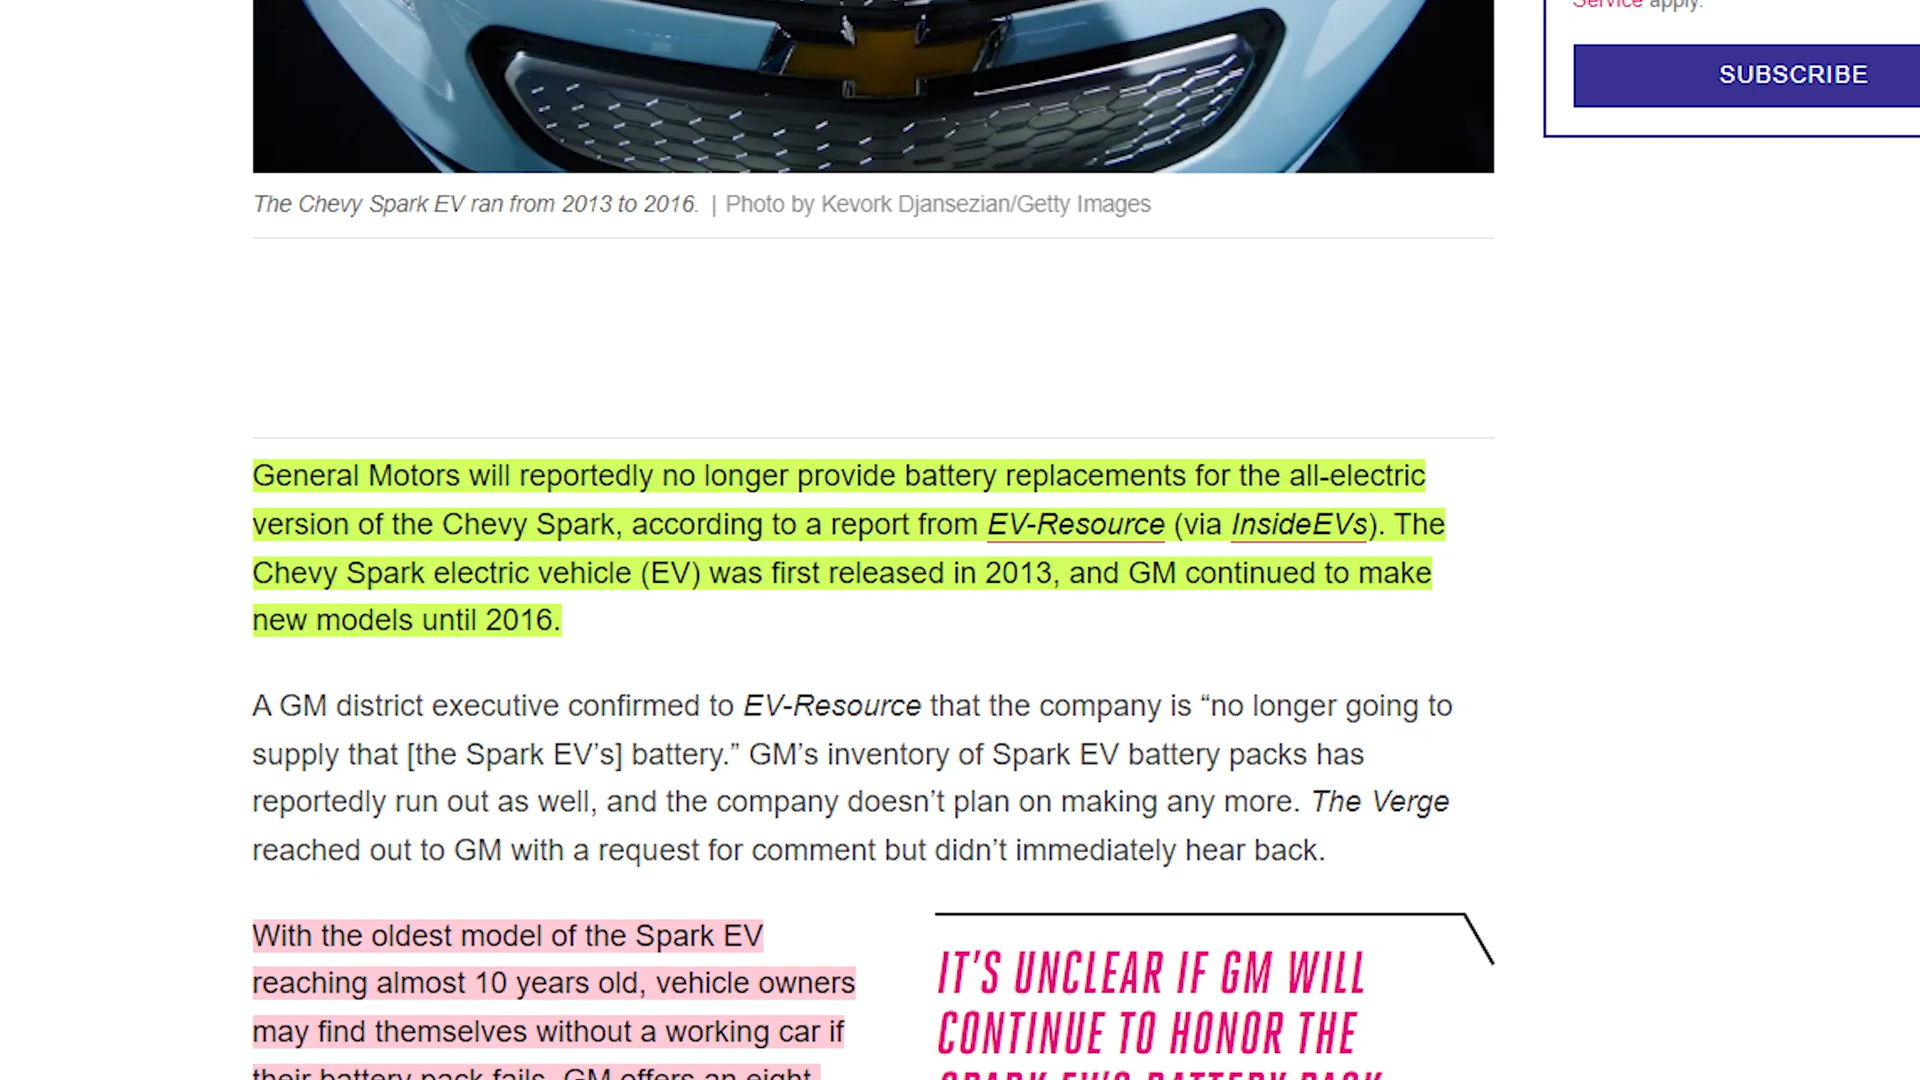 Service apply.
SUBSCRIBE
The Chevy Spark EV ran from 2013 to 2016. | Photo by Kevork Djansezian/Getty Images
General Motors will reportedly no longer provide battery replacements for the all-electric
version of the Chevy Spark, according to a report from EV-Resource (via InsideEVs). The
Chevy Spark electric vehicle (EV) was first released in 2013, and GM continued to make
new models until 2016.
A GM district executive confirmed to EV-Resource that the company is “no longer going to
supply that [the Spark EV’s] battery.” GM’s inventory of Spark EV battery packs has
reportedly run out as well, and the company doesn’t plan on making any more. The Verge
reached out to GM with a request for comment but didn’t immediately hear back.
With the oldest model of the Spark EV
reaching almost 10 years old, vehicle owners
may find themselves without a working car if
their battery pack fails. GM offers an eight-
IT’S UNCLEAR IF GM WILL
CONTINUE TO HONOR THE
SPARK EV’S BATTERY PACK